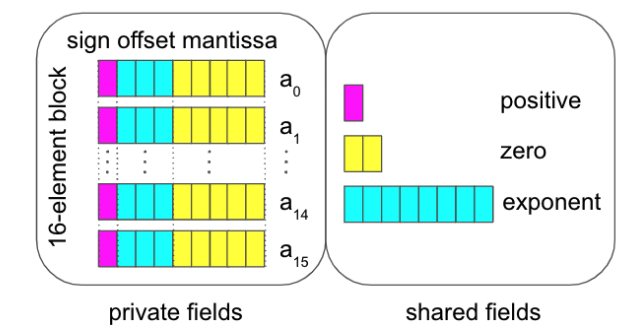 sign offset mantissa
16-element block
a0
a1
a14
a15
positive
zero
exponent
private fields
shared fields